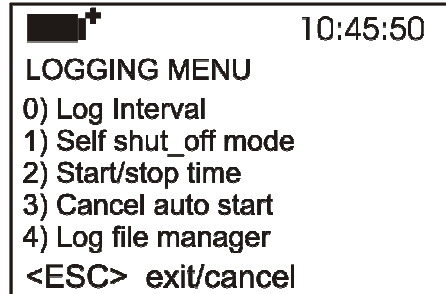 10:45:50
LOGGING MENU
0) Log Interval
1) Self shut_off mode
2) Start/stop time
3) Cancel auto start
4) Log file manager
<ESC> exit/cancel